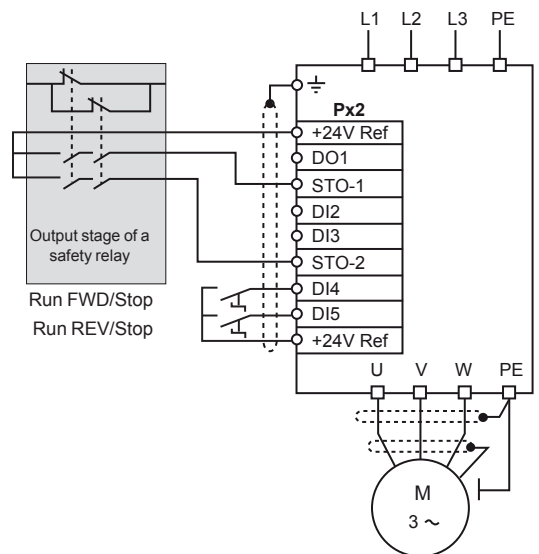 L1 L2 L3 PE
Px2
+24V Ref
DO1
STO-1
DI2
DI3
STO-2
DI4
DI5
+24V Ref
Output stage of a
safety relay
Run FWD/Stop
Run REV/Stop
U V W PE
M
3 ~